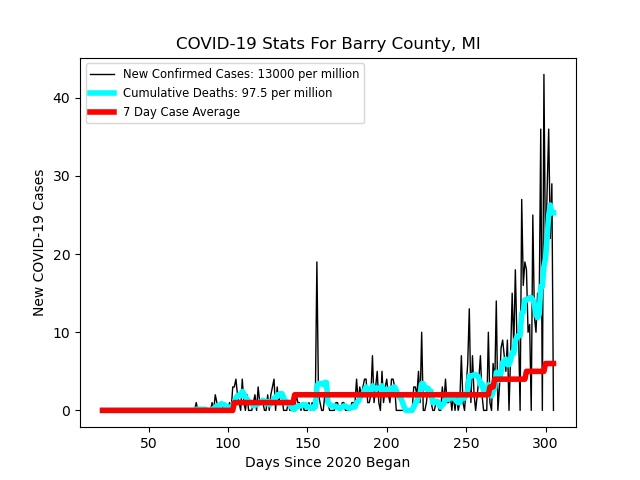 COVID-19 Stats For Barry County, MI
New Confirmed Cases: 13000 per million
Cumulative Deaths: 97.5 per million
7 Day Case Average
New COVID-19 Cases
40
30
20
10
0
50 100 150 200 250 300
Days Since 2020 Began